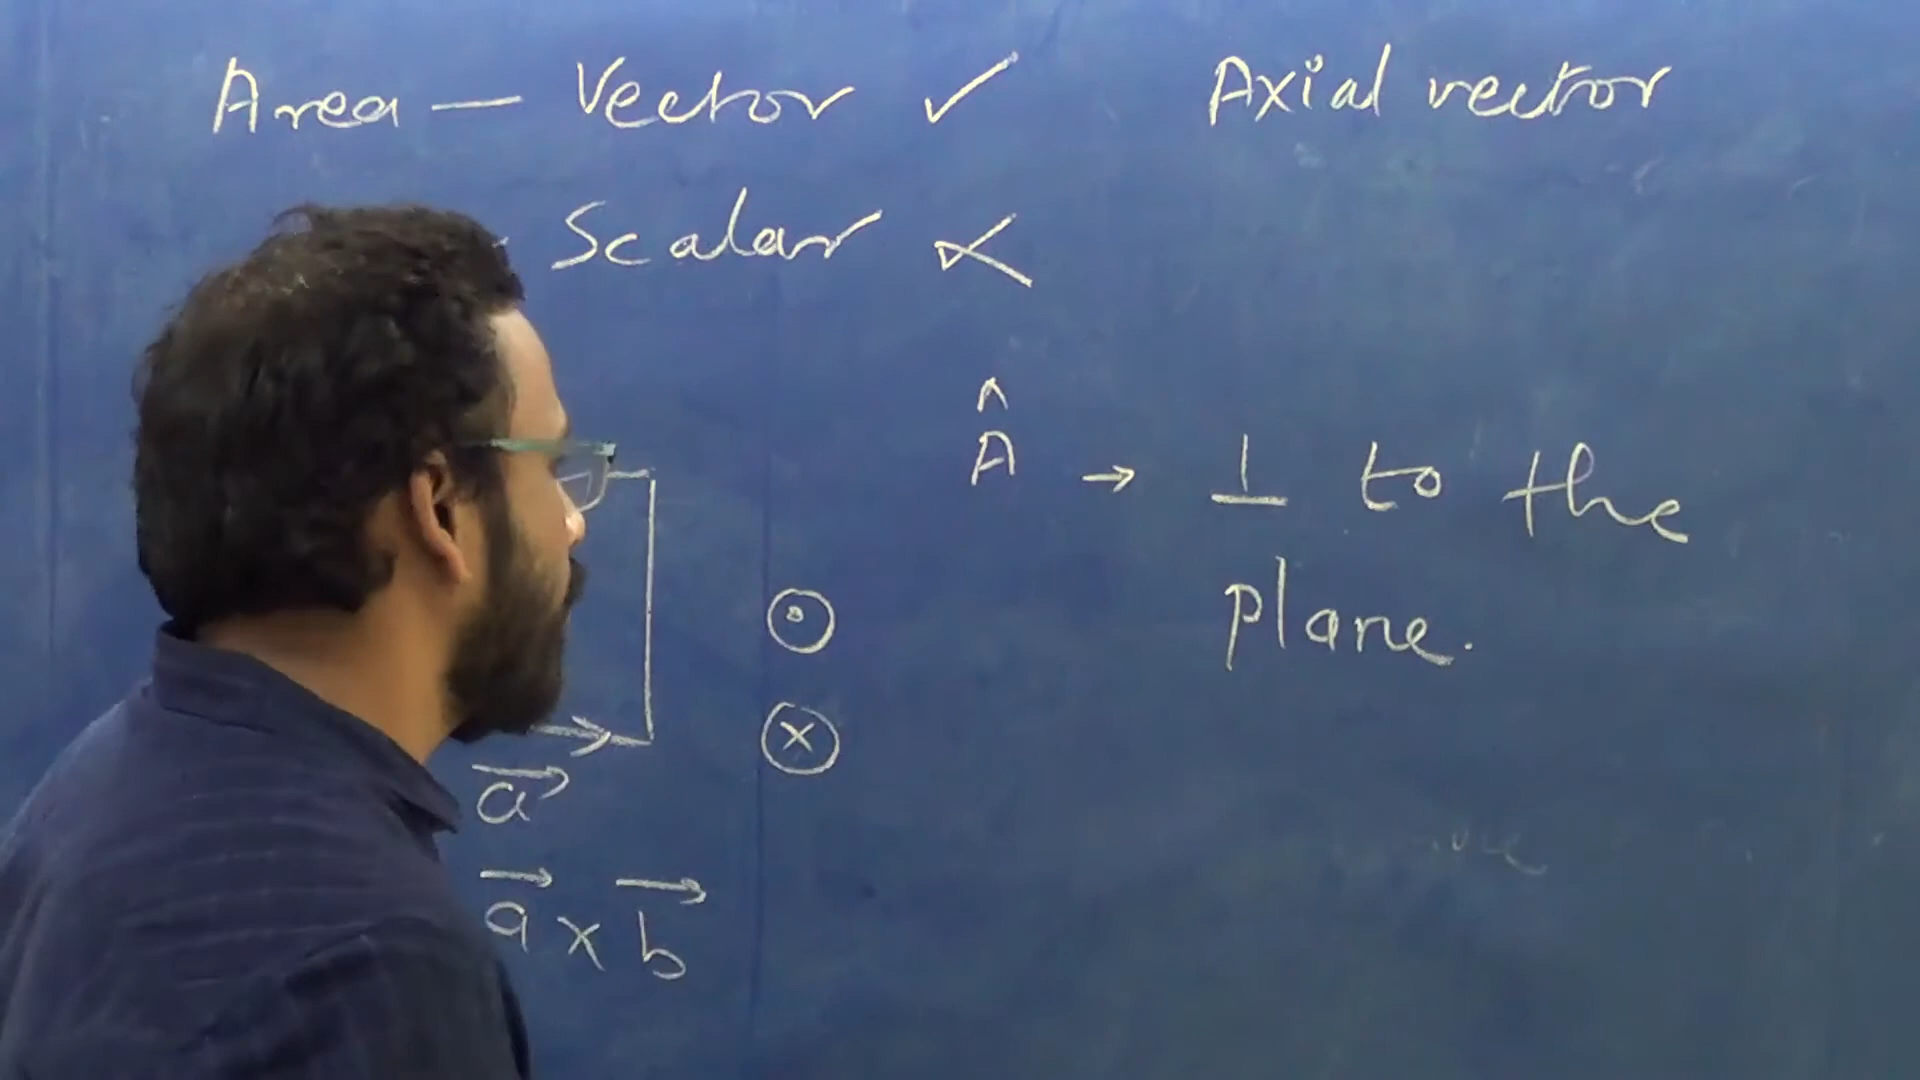 Area — Vector ✓ Axial vector
Scalar ✗
Â → ⊥ to the
plane.
⊙
⊗
a⃗
a⃗ x b⃗